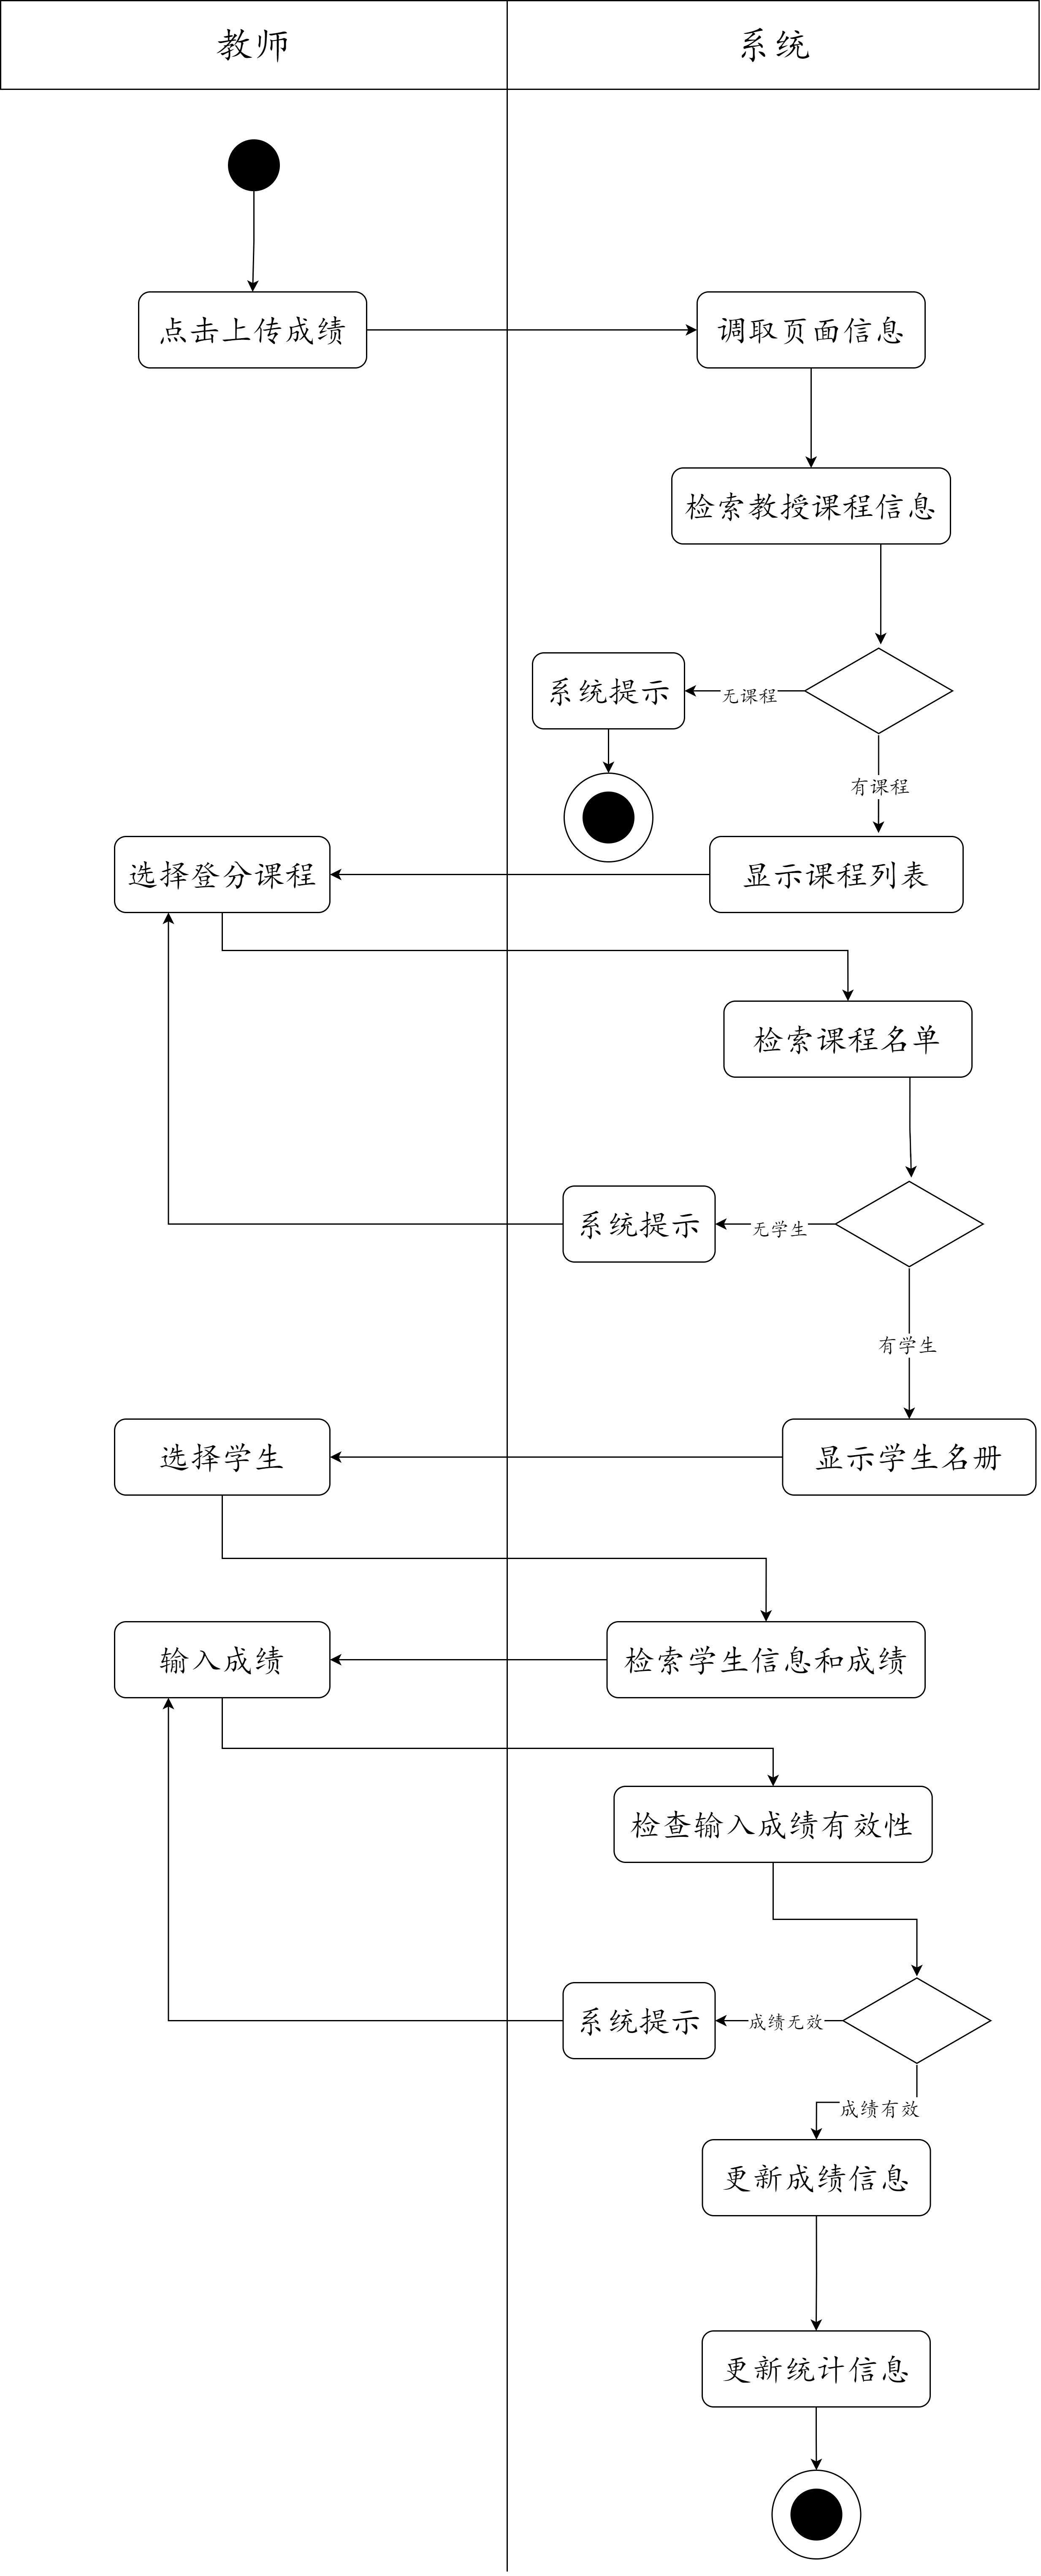 教师
系统
点击上传成绩
调取页面信息
检索教授课程信息
系统提示
无课程
有课程
选择登分课程
显示课程列表
检索课程名单
系统提示
无学生
有学生
选择学生
显示学生名册
输入成绩
检索学生信息和成绩
检查输入成绩有效性
系统提示
成绩无效
成绩有效
更新成绩信息
更新统计信息